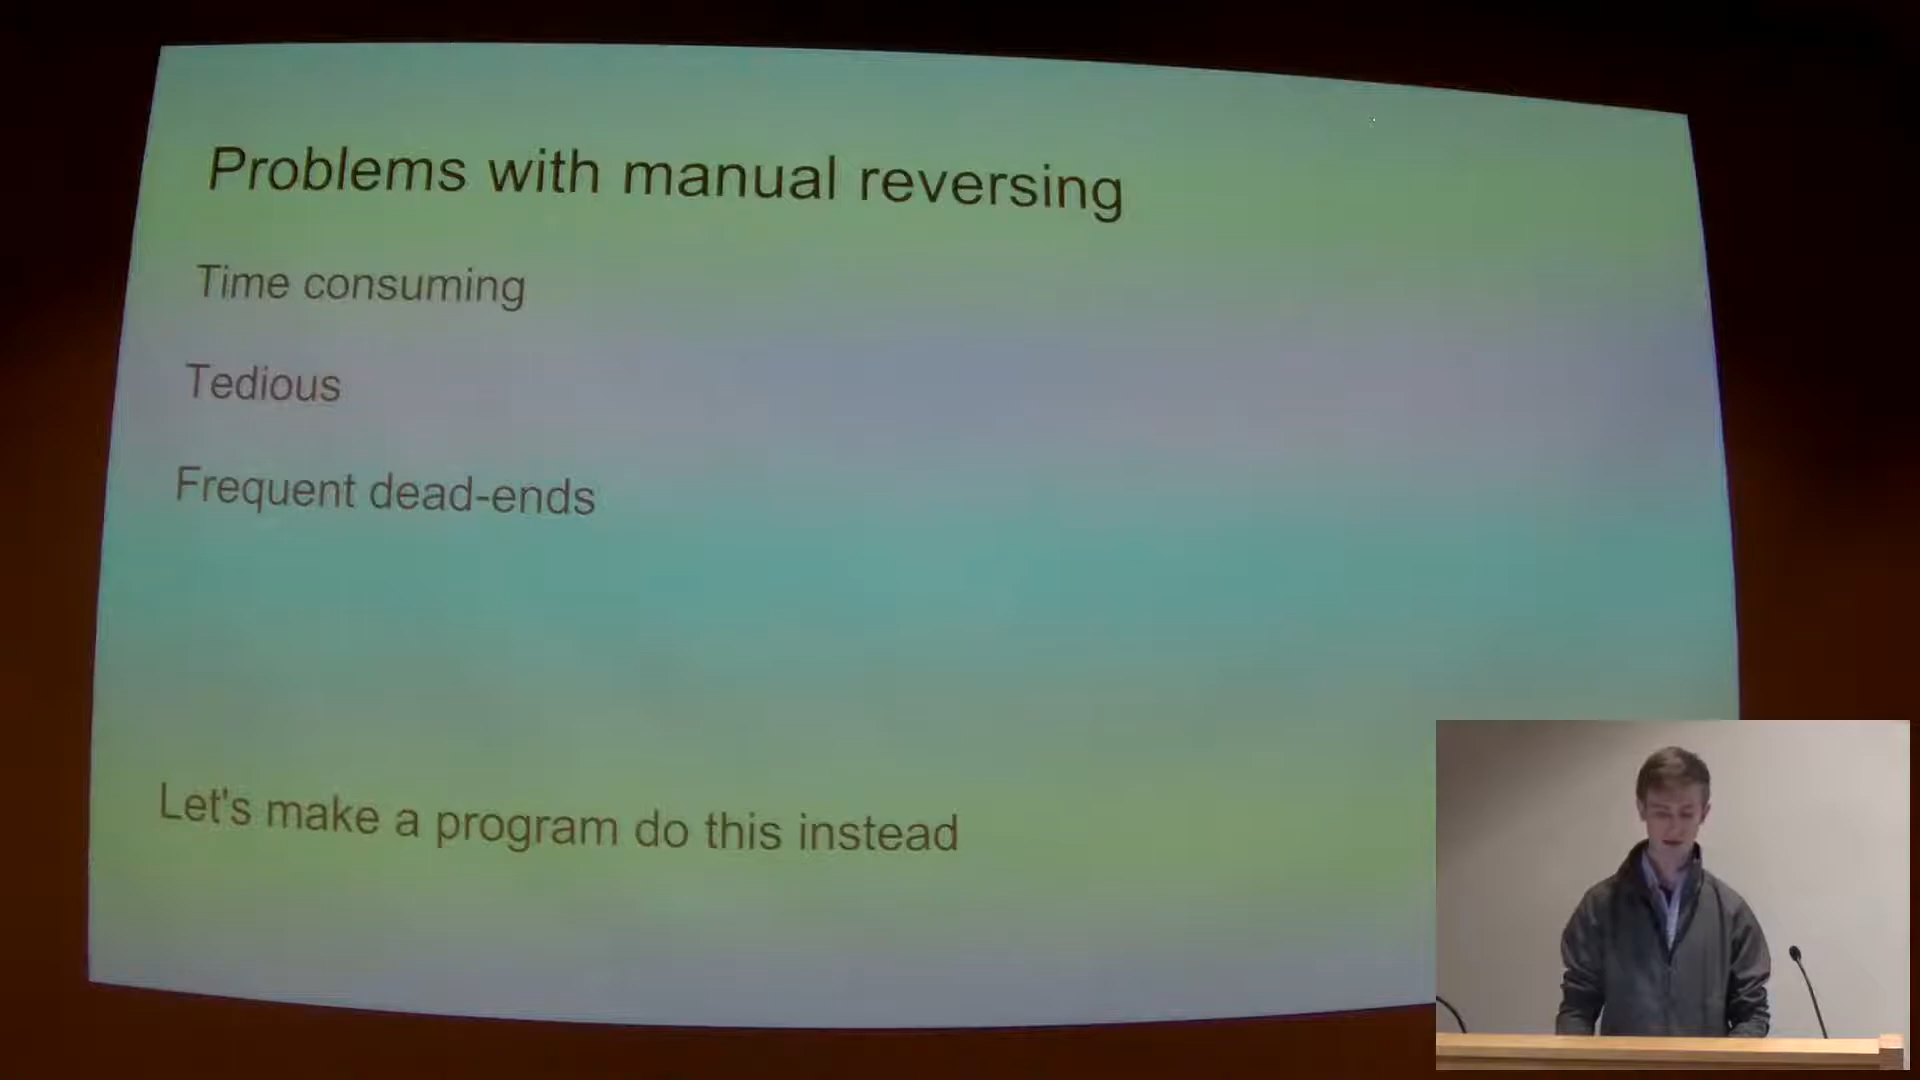 Problems with manual reversing
Time consuming
Tedious
Frequent dead-ends
Let's make a program do this instead